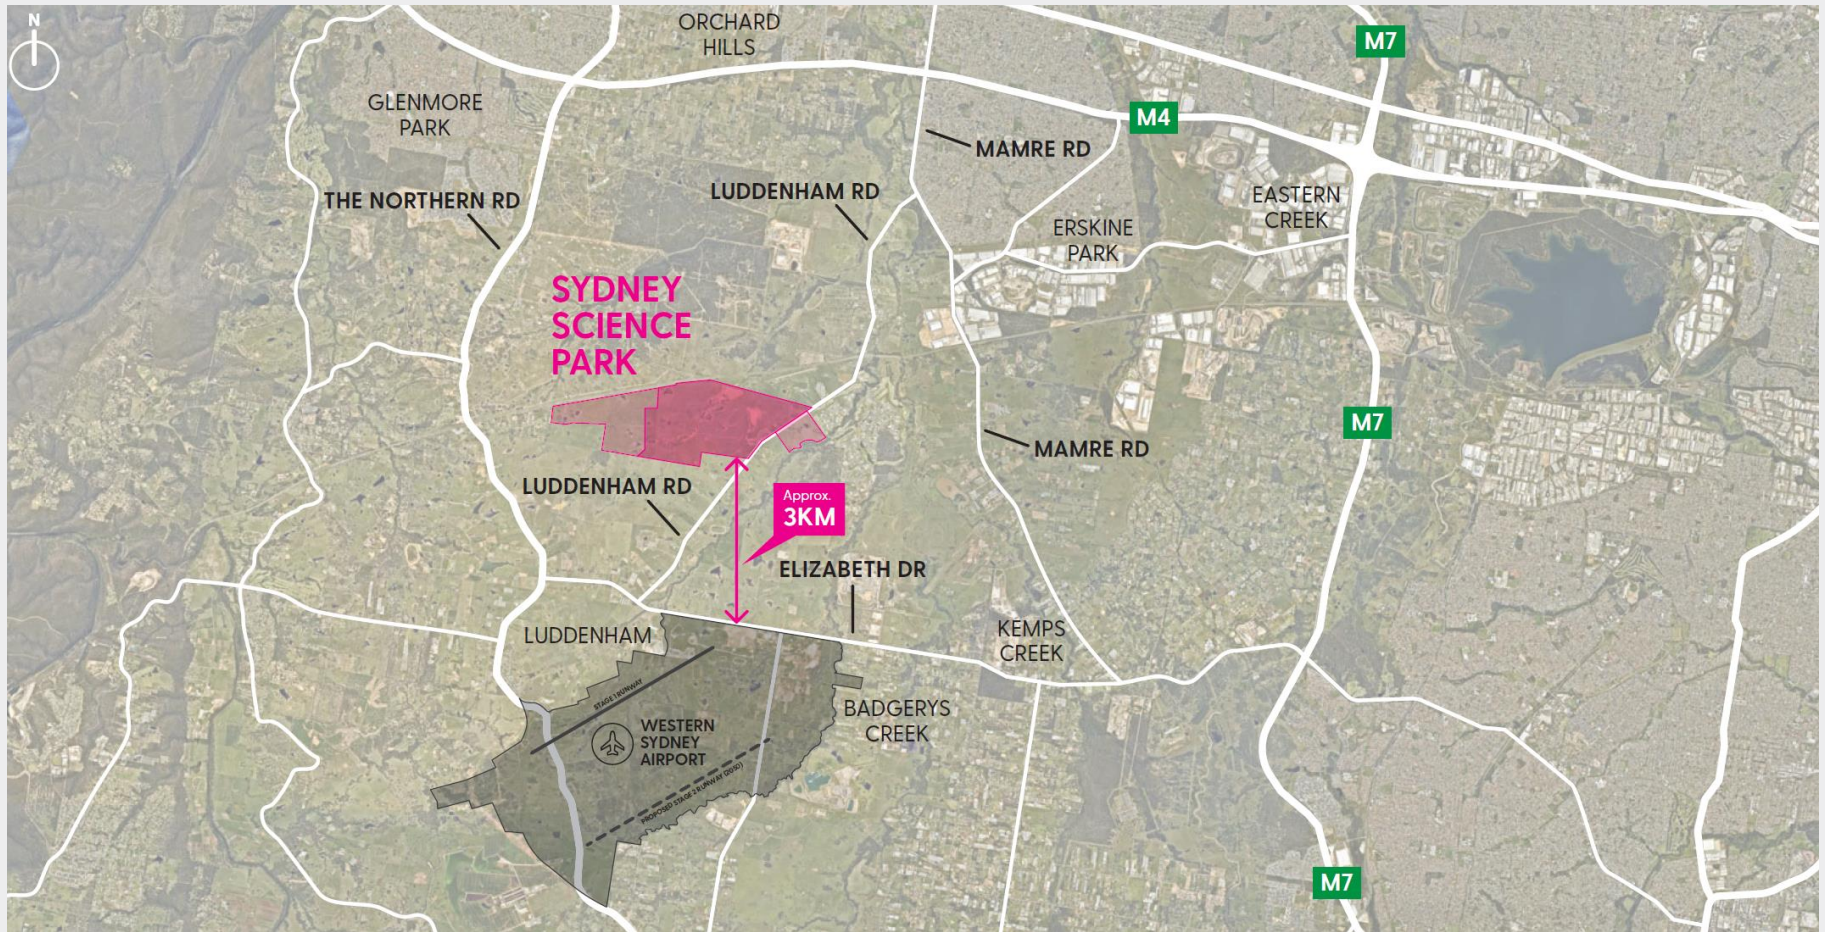 N
ORCHARD
HILLS
M7
GLENMORE
PARK
M4
MAMRE RD
THE NORTHERN RD
LUDDENHAM RD
EASTERN
CREEK
ERSKINE
PARK
SYDNEY
SCIENCE
PARK
M7
MAMRE RD
LUDDENHAM RD
Approx.
3KM
ELIZABETH DR
LUDDENHAM
KEMPS
CREEK
STAGE 1 RUNWAY
BADGERYS
CREEK
WESTERN
SYDNEY
AIRPORT
PROPOSED STAGE 2 RUNWAY (2050)
M7